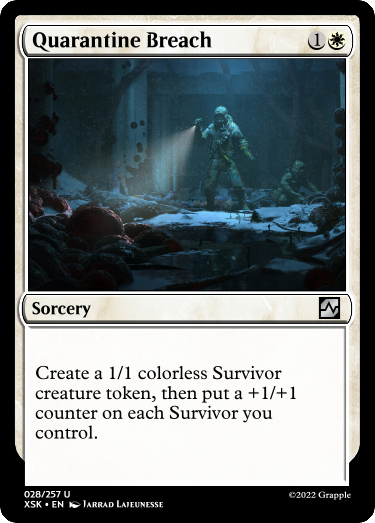 Quarantine Breach 1
Sorcery
Create a 1/1 colorless Survivor
creature token, then put a +1/+1
counter on each Survivor you
control.
028/257 U
XSK • EN Jarrad Lajeunesse
©2022 Grapple